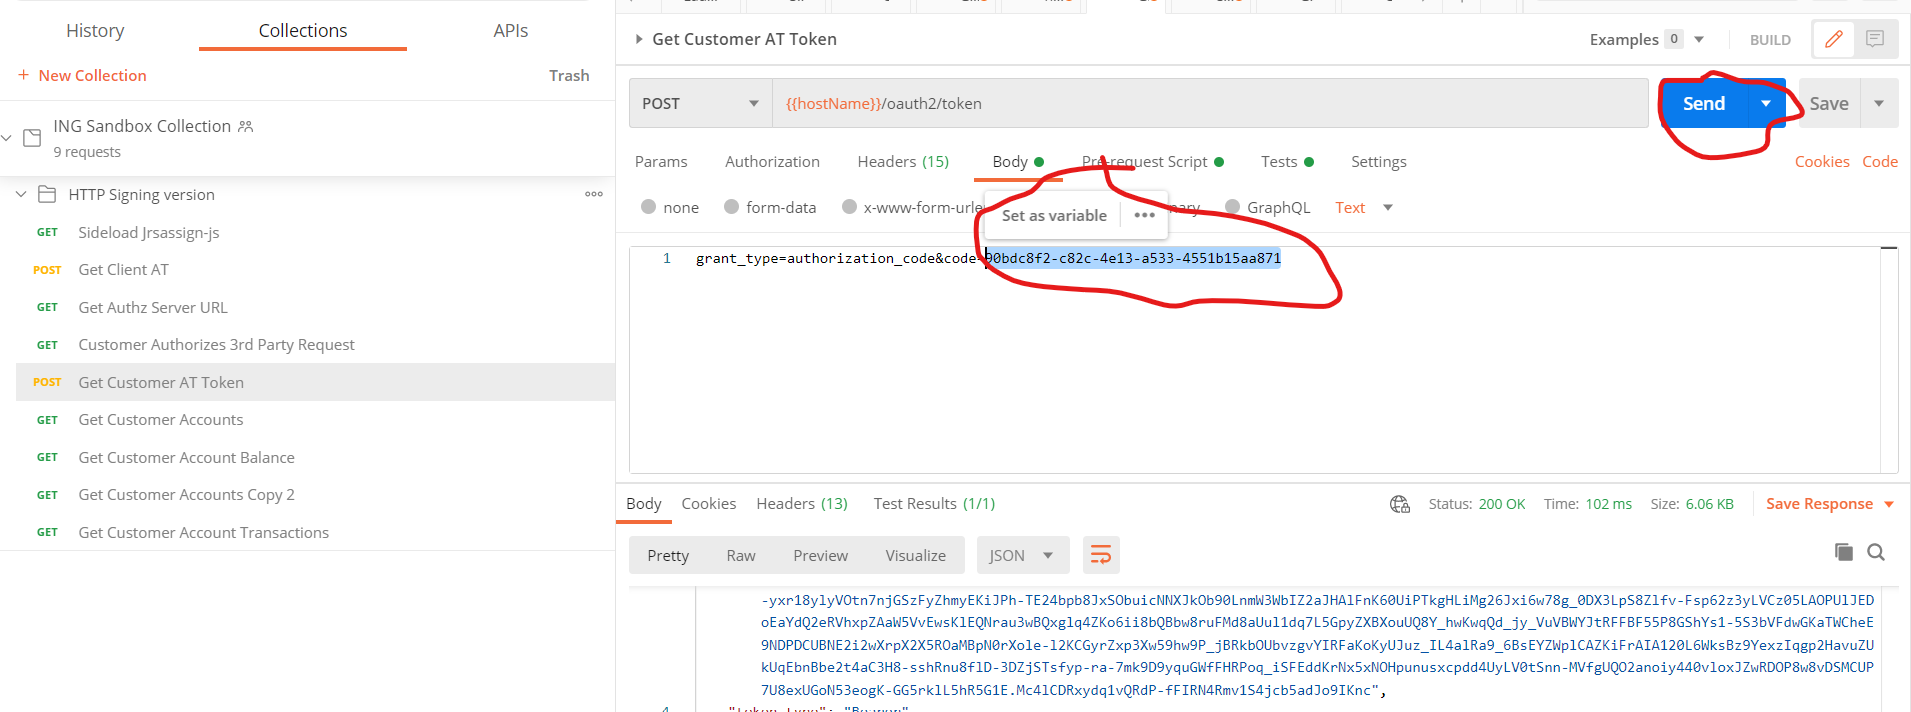 History Collections APIs
+ New Collection Trash
ING Sandbox Collection
9 requests
HTTP Signing version
GET Sideload Jrsassign-js
POST Get Client AT
GET Get Authz Server URL
GET Customer Authorizes 3rd Party Request
POST Get Customer AT Token
GET Get Customer Accounts
GET Get Customer Account Balance
GET Get Customer Accounts Copy 2
GET Get Customer Account Transactions
Get Customer AT Token Examples 0 BUILD
POST {{hostName}}/oauth2/token Send Save
Params Authorization Headers (15) Body Pre-request Script Tests Settings Cookies Code
none form-data x-www-form-urle Set as variable ••• nary GraphQL Text
1 grant_type=authorization_code&code=90bdc8f2-c82c-4e13-a533-4551b15aa871
Body Cookies Headers (13) Test Results (1/1) Status: 200 OK Time: 102 ms Size: 6.06 KB Save Response
Pretty Raw Preview Visualize JSON
-yxr18ylyVOtn7njGSzFyZhmyEKiJPh-TE24bpb8JxSObuicNNXJkOb90LnmW3WbIZ2aJHAlFnK60UiPTkgHLiMg26Jxi6w78g_0DX3LpS8Zlfv-Fsp62z3yLVCz05LAOPUlJED
oEaYdQ2eRVhxpZAaW5VvEwsKlEQNrau3wBQxglq4ZKo6ii8bQBbw8ruFMd8aUul1dq7L5GpyZXBXouUQ8Y_hwKwqQd_jy_VuVBWYJtRFFBF55P8GShYs1-5S3bVFdwGKaTWCheE
9NDPDCUBNE2i2wXrpX2X5ROaMBpN0rXole-l2KCGyrZxp3Xw59hw9P_jBRkbOUbvzgvYIRFaKoKyUJuz_IL4alRa9_6BsEYZWplCAZKiFrAIA120L6WksBz9YexzIqgp2HavuZU
kUqEbnBbe2t4aC3H8-sshRnu8flD-3DZjSTsfyp-ra-7mk9D9yquGWfFHRPoq_iSFEddKrNx5xNOHpunusxcpdd4UyLV0tSnn-MVfgUQO2anoiy440vloxJZwRDOP8w8vDSMCUP
7U8exUGoN53eogK-GG5rklL5hR5G1E.Mc4lCDRxydq1vQRdP-fFIRN4Rmv1S4jcb5adJo9IKnc",